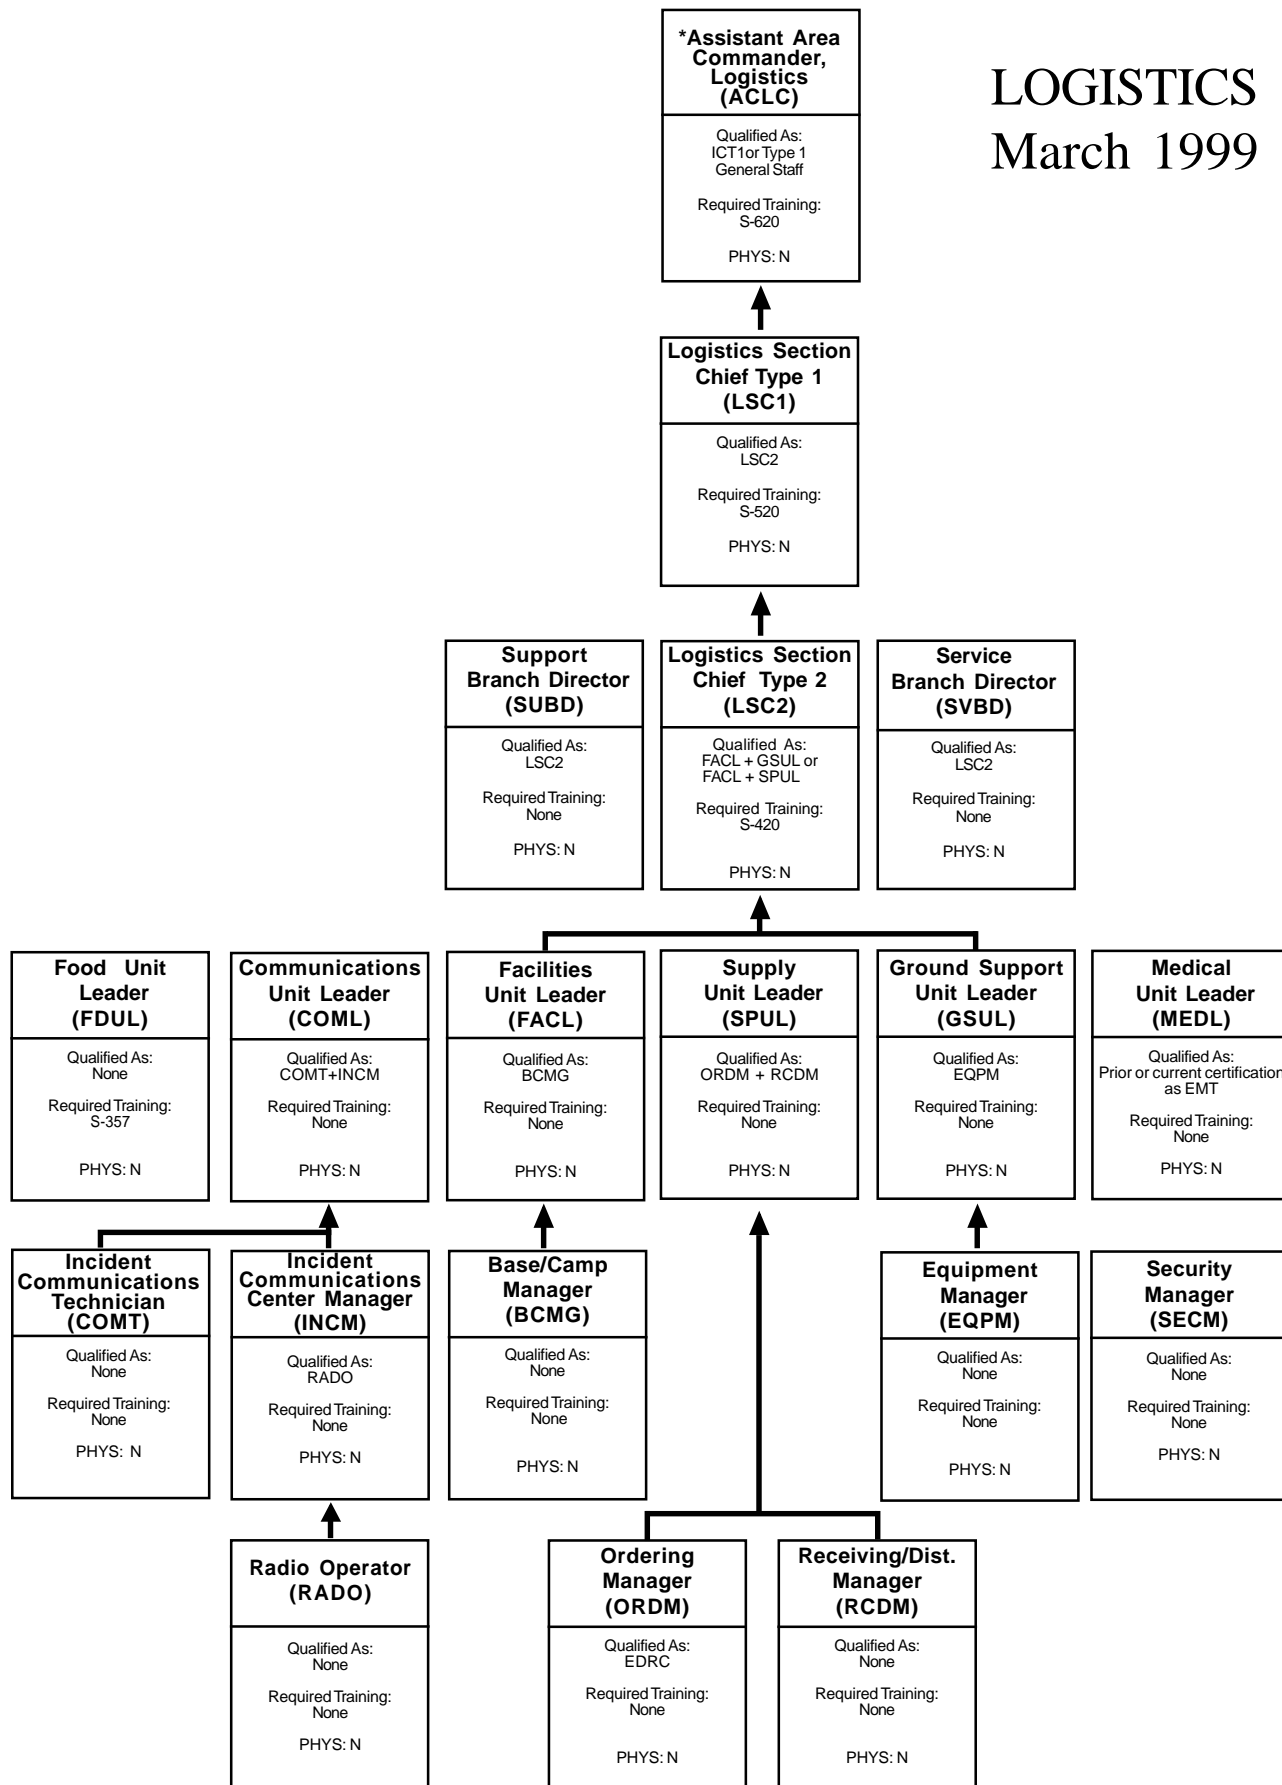 LOGISTICS
March 1999
*Assistant Area
Commander,
Logistics
(ACLC)
Qualified As:
ICT1or Type 1
General Staff
Required Training:
S-620
PHYS: N
Logistics Section
Chief Type 1
(LSC1)
Qualified As:
LSC2
Required Training:
S-520
PHYS: N
Support
Branch Director
(SUBD)
Qualified As:
LSC2
Required Training:
None
PHYS: N
Logistics Section
Chief Type 2
(LSC2)
Qualified As:
FACL + GSUL or
FACL + SPUL
Required Training:
S-420
PHYS: N
Service
Branch Director
(SVBD)
Qualified As:
LSC2
Required Training:
None
PHYS: N
Food Unit
Leader
(FDUL)
Qualified As:
None
Required Training:
S-357
PHYS: N
Communications
Unit Leader
(COML)
Qualified As:
COMT+INCM
Required Training:
None
PHYS: N
Facilities
Unit Leader
(FACL)
Qualified As:
BCMG
Required Training:
None
PHYS: N
Supply
Unit Leader
(SPUL)
Qualified As:
ORDM + RCDM
Required Training:
None
PHYS: N
Ground Support
Unit Leader
(GSUL)
Qualified As:
EQPM
Required Training:
None
PHYS: N
Medical
Unit Leader
(MEDL)
Qualified As:
Prior or current certification
as EMT
Required Training:
None
PHYS: N
Incident
Communications
Technician
(COMT)
Qualified As:
None
Required Training:
None
PHYS: N
Incident
Communications
Center Manager
(INCM)
Qualified As:
RADO
Required Training:
None
PHYS: N
Base/Camp
Manager
(BCMG)
Qualified As:
None
Required Training:
None
PHYS: N
Equipment
Manager
(EQPM)
Qualified As:
None
Required Training:
None
PHYS: N
Security
Manager
(SECM)
Qualified As:
None
Required Training:
None
PHYS: N
Radio Operator
(RADO)
Qualified As:
None
Required Training:
None
PHYS: N
Ordering
Manager
(ORDM)
Qualified As:
EDRC
Required Training:
None
PHYS: N
Receiving/Dist.
Manager
(RCDM)
Qualified As:
None
Required Training:
None
PHYS: N